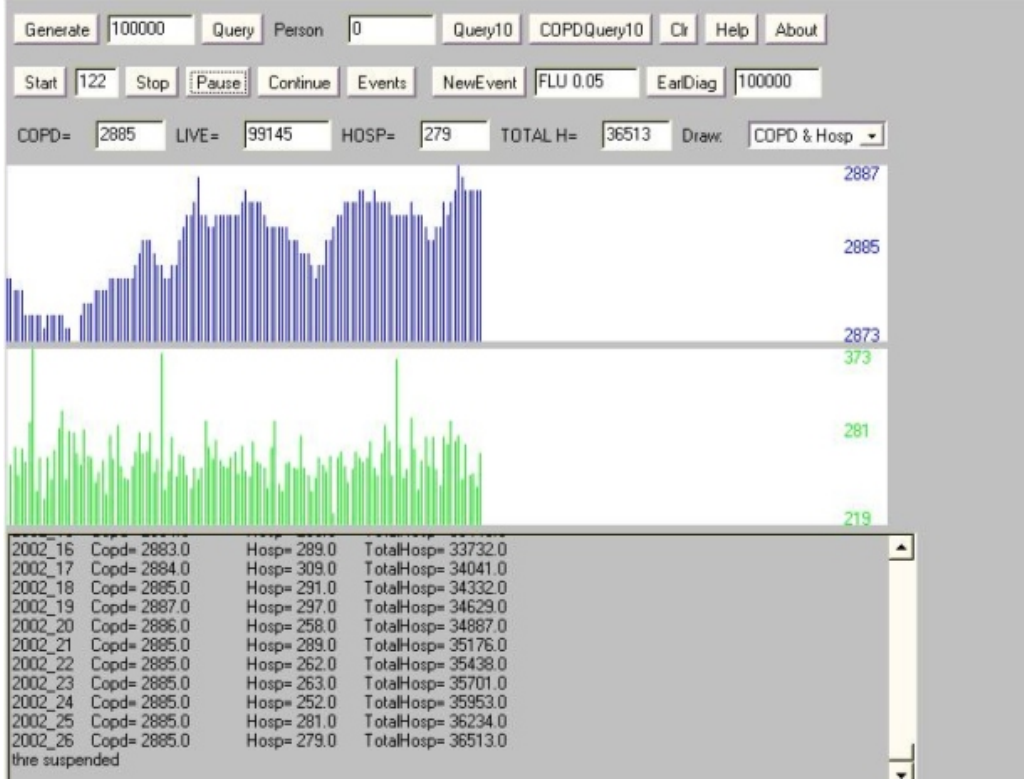 Generate 100000 Query Person 0 Query10 COPDQuery10 Clr Help About
Start 122 Stop Pause Continue Events NewEvent FLU 0.05 EarlDiag 100000
COPD= 2885 LIVE= 99145 HOSP= 279 TOTAL H= 36513 Draw: COPD & Hosp
2887
2885
2873
373
281
219
2002_16 Copd= 2883.0 Hosp= 289.0 TotalHosp= 33732.0
2002_17 Copd= 2884.0 Hosp= 309.0 TotalHosp= 34041.0
2002_18 Copd= 2885.0 Hosp= 291.0 TotalHosp= 34332.0
2002_19 Copd= 2887.0 Hosp= 297.0 TotalHosp= 34629.0
2002_20 Copd= 2886.0 Hosp= 258.0 TotalHosp= 34887.0
2002_21 Copd= 2885.0 Hosp= 289.0 TotalHosp= 35176.0
2002_22 Copd= 2885.0 Hosp= 262.0 TotalHosp= 35438.0
2002_23 Copd= 2885.0 Hosp= 263.0 TotalHosp= 35701.0
2002_24 Copd= 2885.0 Hosp= 252.0 TotalHosp= 35953.0
2002_25 Copd= 2885.0 Hosp= 281.0 TotalHosp= 36234.0
2002_26 Copd= 2885.0 Hosp= 279.0 TotalHosp= 36513.0
thre suspended